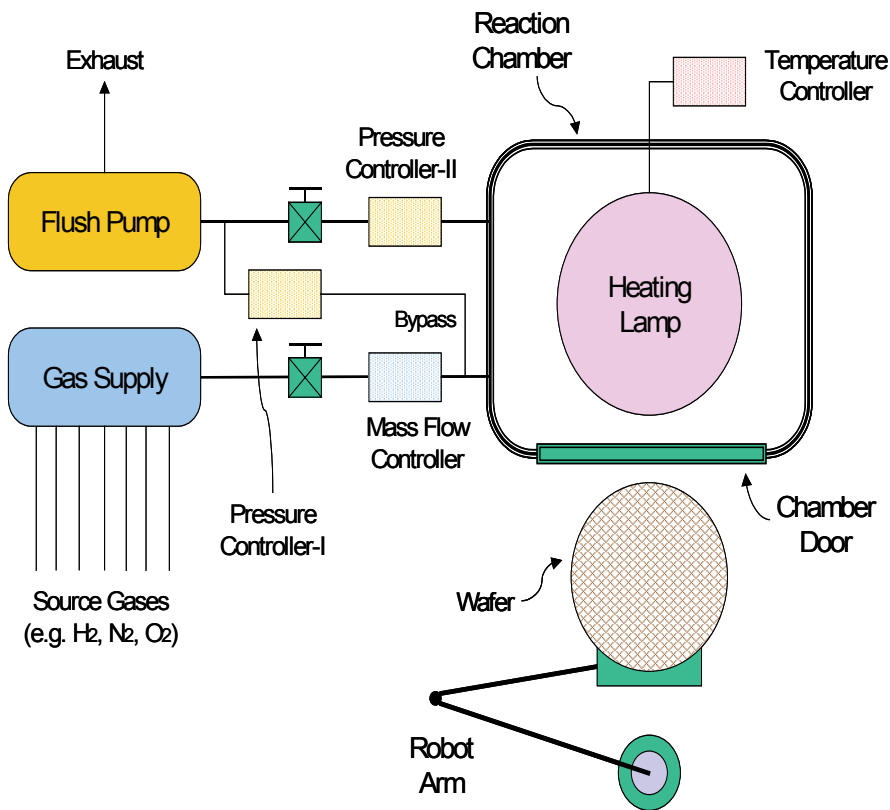 Reaction
Chamber
Exhaust
Temperature
Controller
Pressure
Controller-II
Flush Pump
Heating
Lamp
Bypass
Gas Supply
Mass Flow
Controller
Pressure
Controller-I
Chamber
Door
Source Gases
(e.g. H2, N2, O2)
Wafer
Robot
Arm